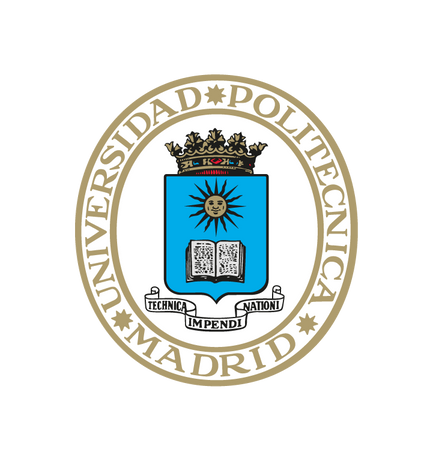 UNIVERSIDAD POLITECNICA
MADRID
TECHNICA IMPENDI NATIONI